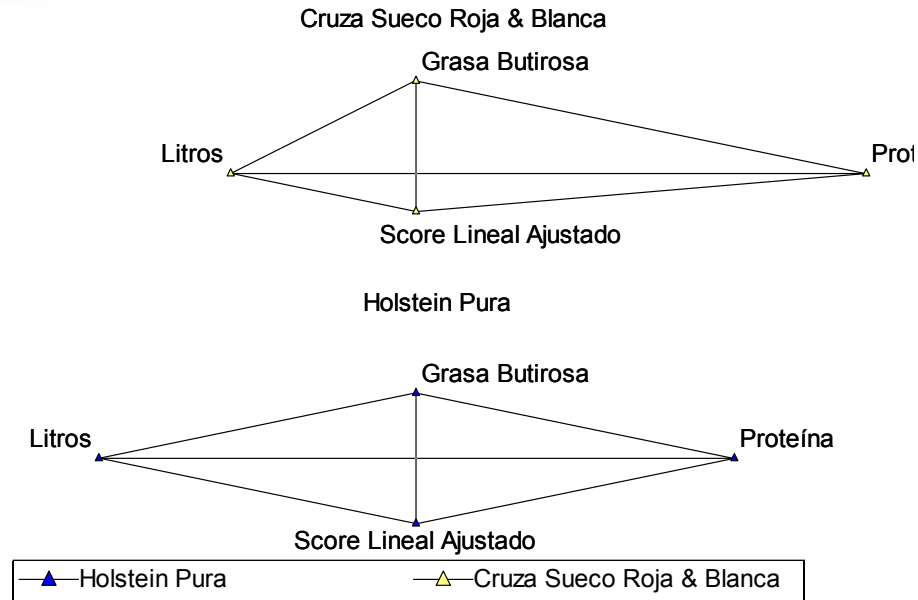 Cruza Sueco Roja & Blanca
Grasa Butirosa
Litros
Prot
Score Lineal Ajustado
Holstein Pura
Grasa Butirosa
Litros
Proteína
Score Lineal Ajustado
Holstein Pura
Cruza Sueco Roja & Blanca